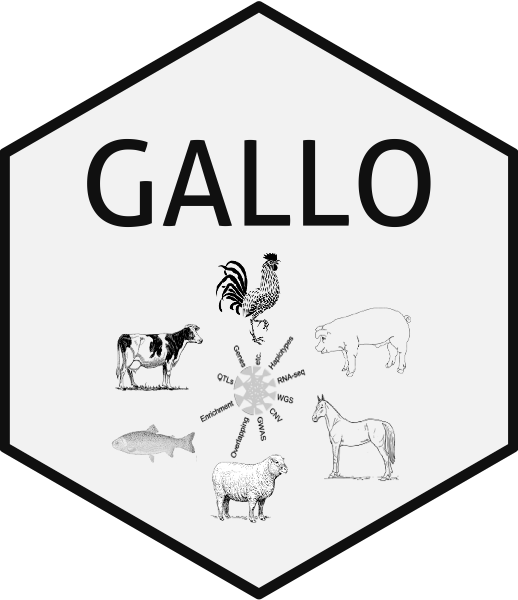 GALLO
Genes
etc.
Haplotypes
RNA-seq
WGS
CNV
GWAS
Overlapping
Enrichment
QTLs